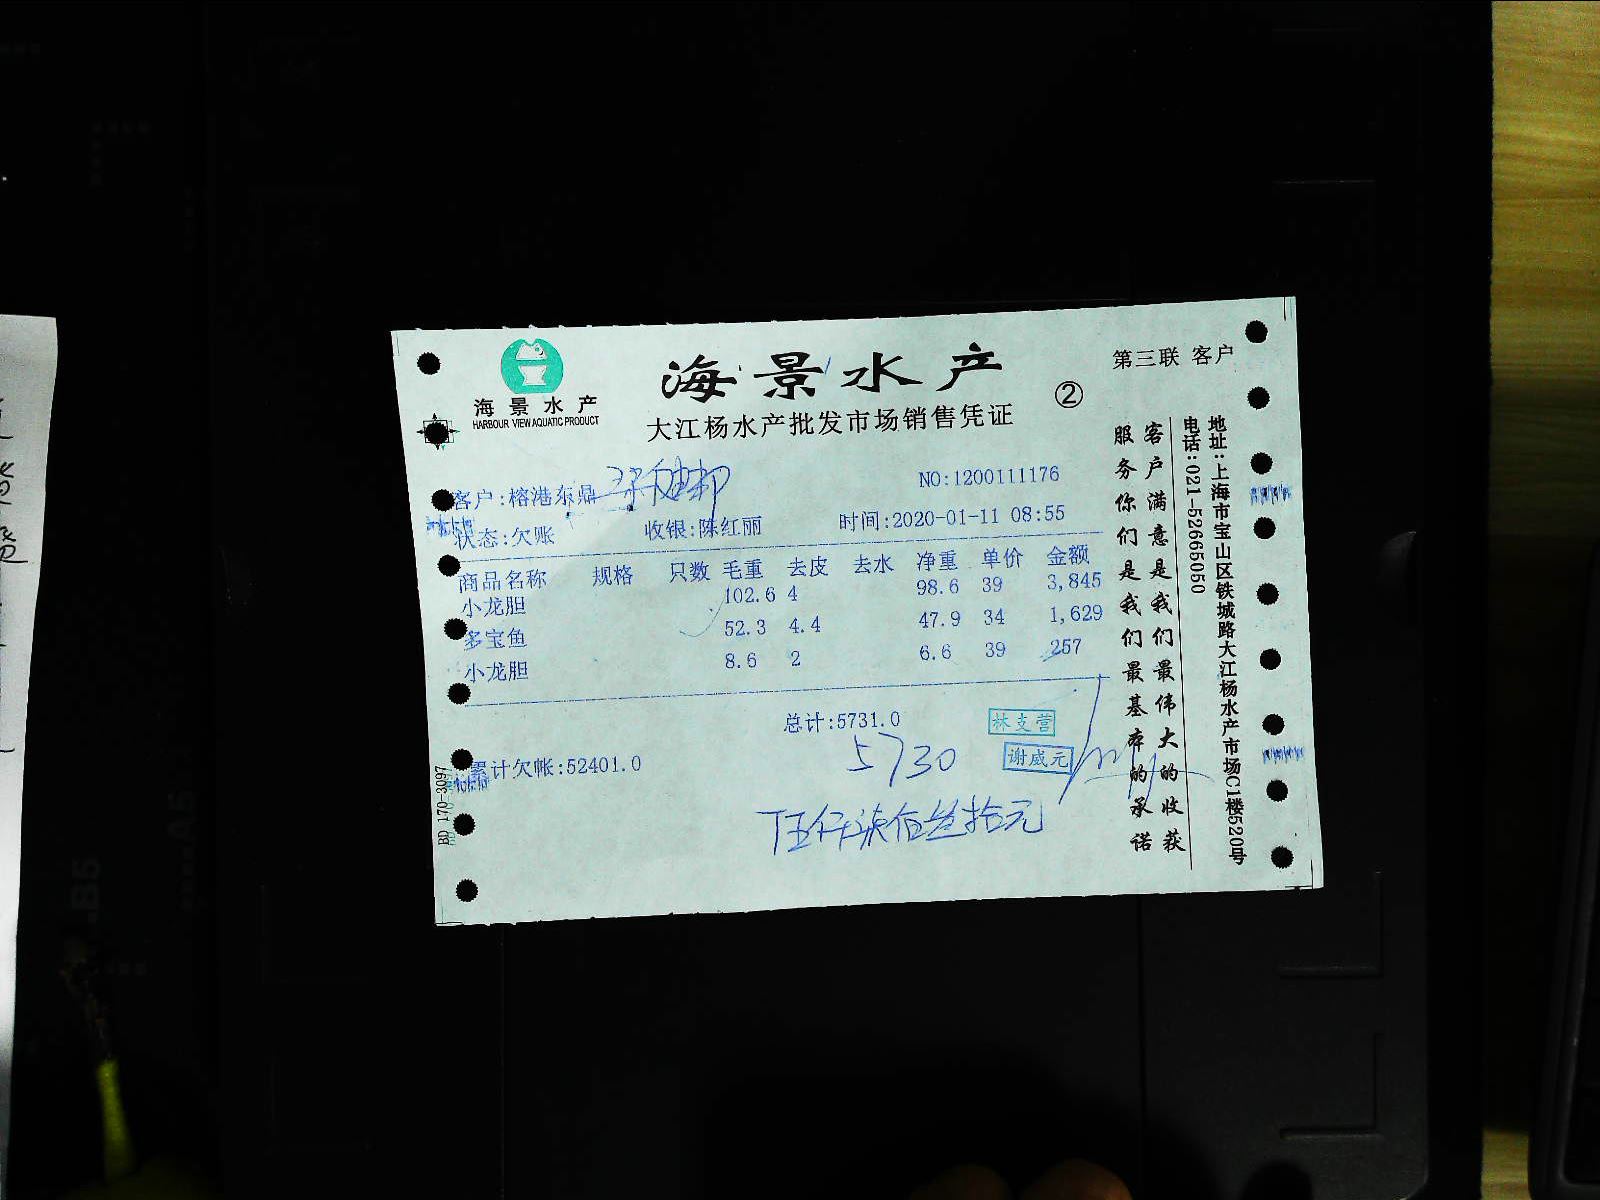 海景水产
HARBOUR VIEW AQUATIC PRODUCT
海景水产
大江杨水产批发市场销售凭证
②
第三联 客户
客户:榕港东鼎
NO:1200111176
状态:欠账 收银:陈红丽 时间:2020-01-11 08:55
商品名称 规格 只数 毛重 去皮 去水 净重 单价 金额
小龙胆 102.6 4 98.6 39 3,845
多宝鱼 52.3 4.4 47.9 34 1,629
小龙胆 8.6 2 6.6 39 257
总计:5731.0
林支营
5730
谢威元
累计欠帐:52401.0
伍仟柒佰叁拾元
BD 170-3097
客户满意是我们最伟大的收获
服务你们是我们最基本的承诺
地址:上海市宝山区铁城路大江杨水产市场C1楼520号
电话:021-52665050